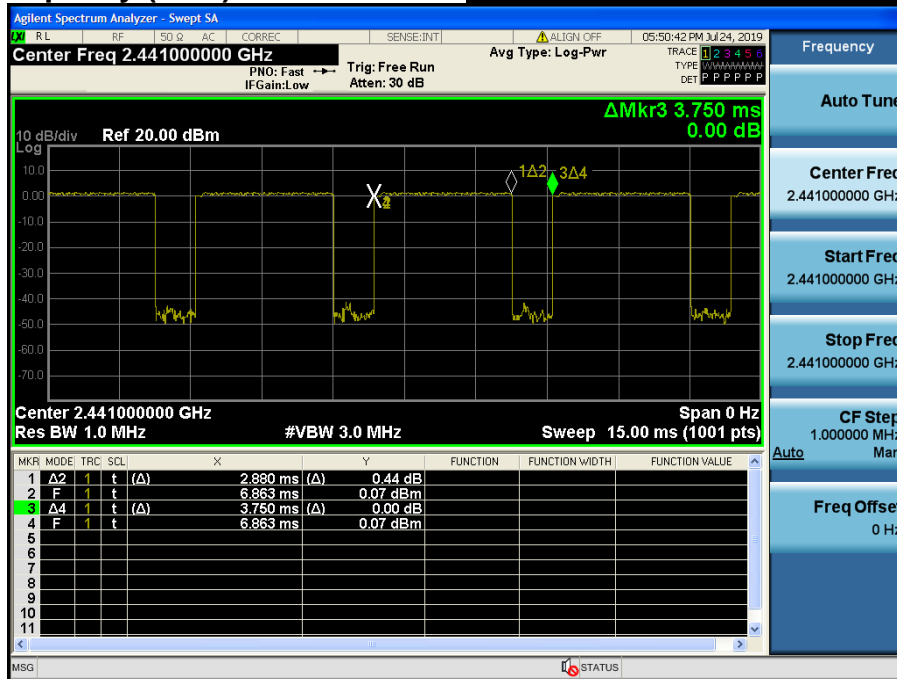 Agilent Spectrum Analyzer - Swept SA
LXI RL RF 50 Ω AC CORREC SENSE:INT ALIGN OFF 05:50:42 PM Jul 24, 2019
Center Freq 2.441000000 GHz
PNO: Fast
IFGain:Low
Trig: Free Run
Atten: 30 dB
Avg Type: Log-Pwr
TRACE 1 2 3 4 5 6
TYPE
DET P P P P P P
ΔMkr3 3.750 ms
0.00 dB
10 dB/div Ref 20.00 dBm
Log
10.0
0.00
-10.0
-20.0
-30.0
-40.0
-50.0
-60.0
-70.0
1Δ2 3Δ4
Center 2.441000000 GHz Span 0 Hz
Res BW 1.0 MHz #VBW 3.0 MHz Sweep 15.00 ms (1001 pts)
MKR MODE TRC SCL X Y FUNCTION FUNCTION WIDTH FUNCTION VALUE
1 Δ2 1 t (Δ) 2.880 ms (Δ) 0.44 dB
2 F 1 t 6.863 ms 0.07 dBm
3 Δ4 1 t (Δ) 3.750 ms (Δ) 0.00 dB
4 F 1 t 6.863 ms 0.07 dBm
5
6
7
8
9
10
11
MSG STATUS
Frequency
Auto Tune
Center Freq
2.441000000 GHz
Start Freq
2.441000000 GHz
Stop Freq
2.441000000 GHz
CF Step
1.000000 MHz
Auto Man
Freq Offset
0 Hz